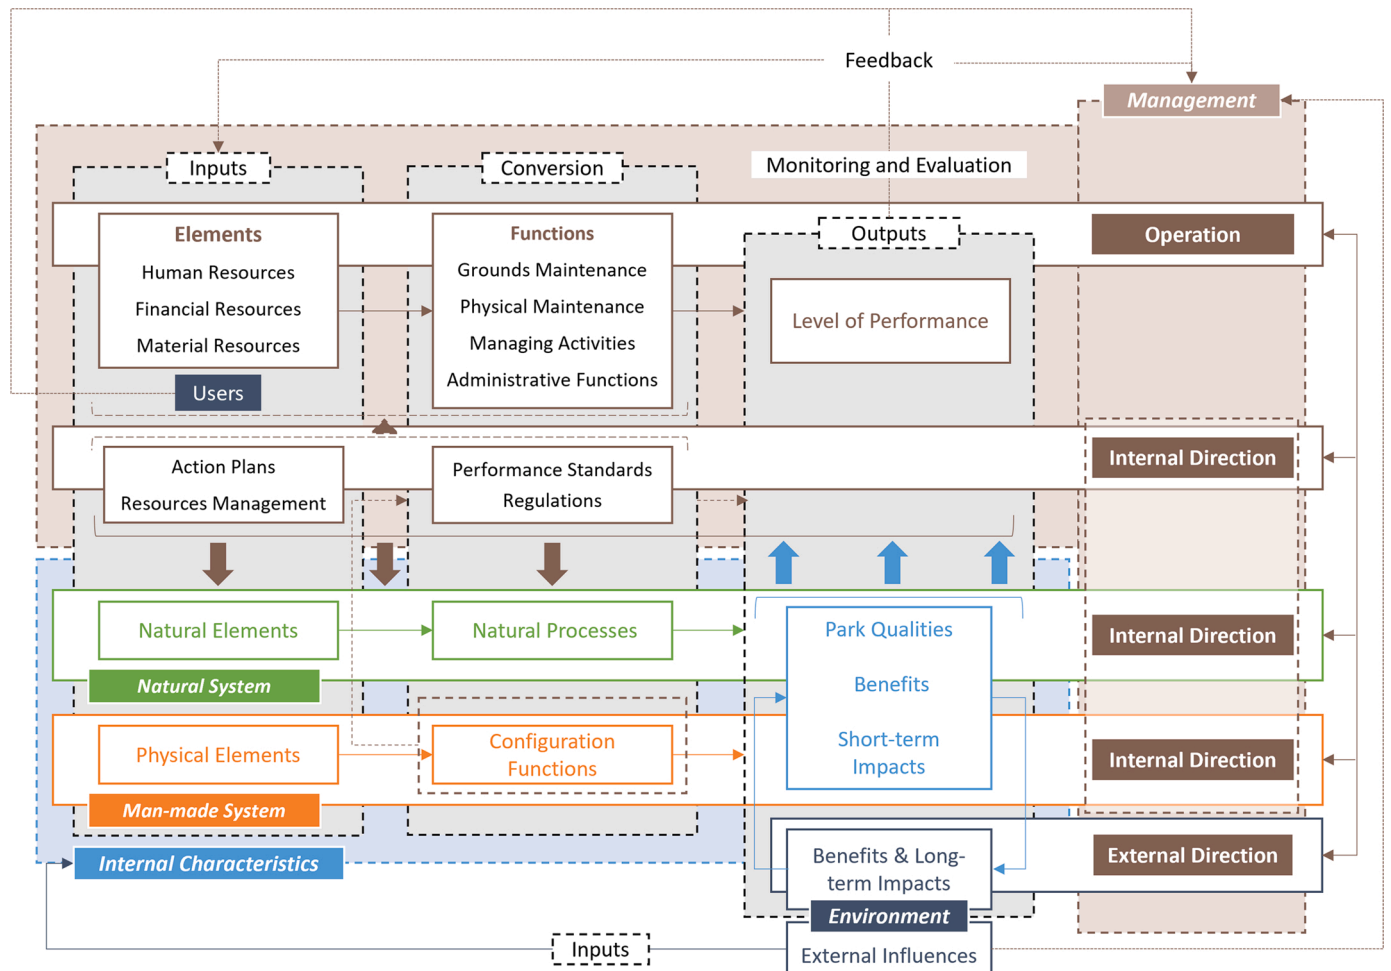 Feedback
Management
Inputs
Conversion
Monitoring and Evaluation
Elements
Human Resources
Financial Resources
Material Resources
Users
Functions
Grounds Maintenance
Physical Maintenance
Managing Activities
Administrative Functions
Outputs
Level of Performance
Operation
Action Plans
Resources Management
Performance Standards
Regulations
Internal Direction
Natural Elements
Natural Processes
Natural System
Park Qualities
Benefits
Short-term
Impacts
Internal Direction
Physical Elements
Configuration
Functions
Man-made System
Internal Direction
Internal Characteristics
Benefits & Long-
term Impacts
External Direction
Environment
Inputs
External Influences